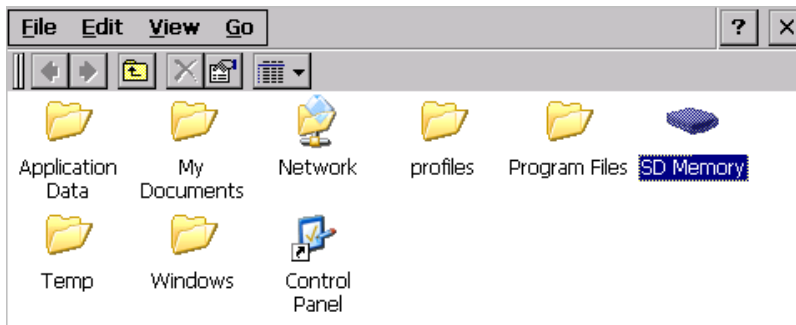 File Edit View Go ? ×
Application Data
My Documents
Network
profiles
Program Files
SD Memory
Temp
Windows
Control Panel